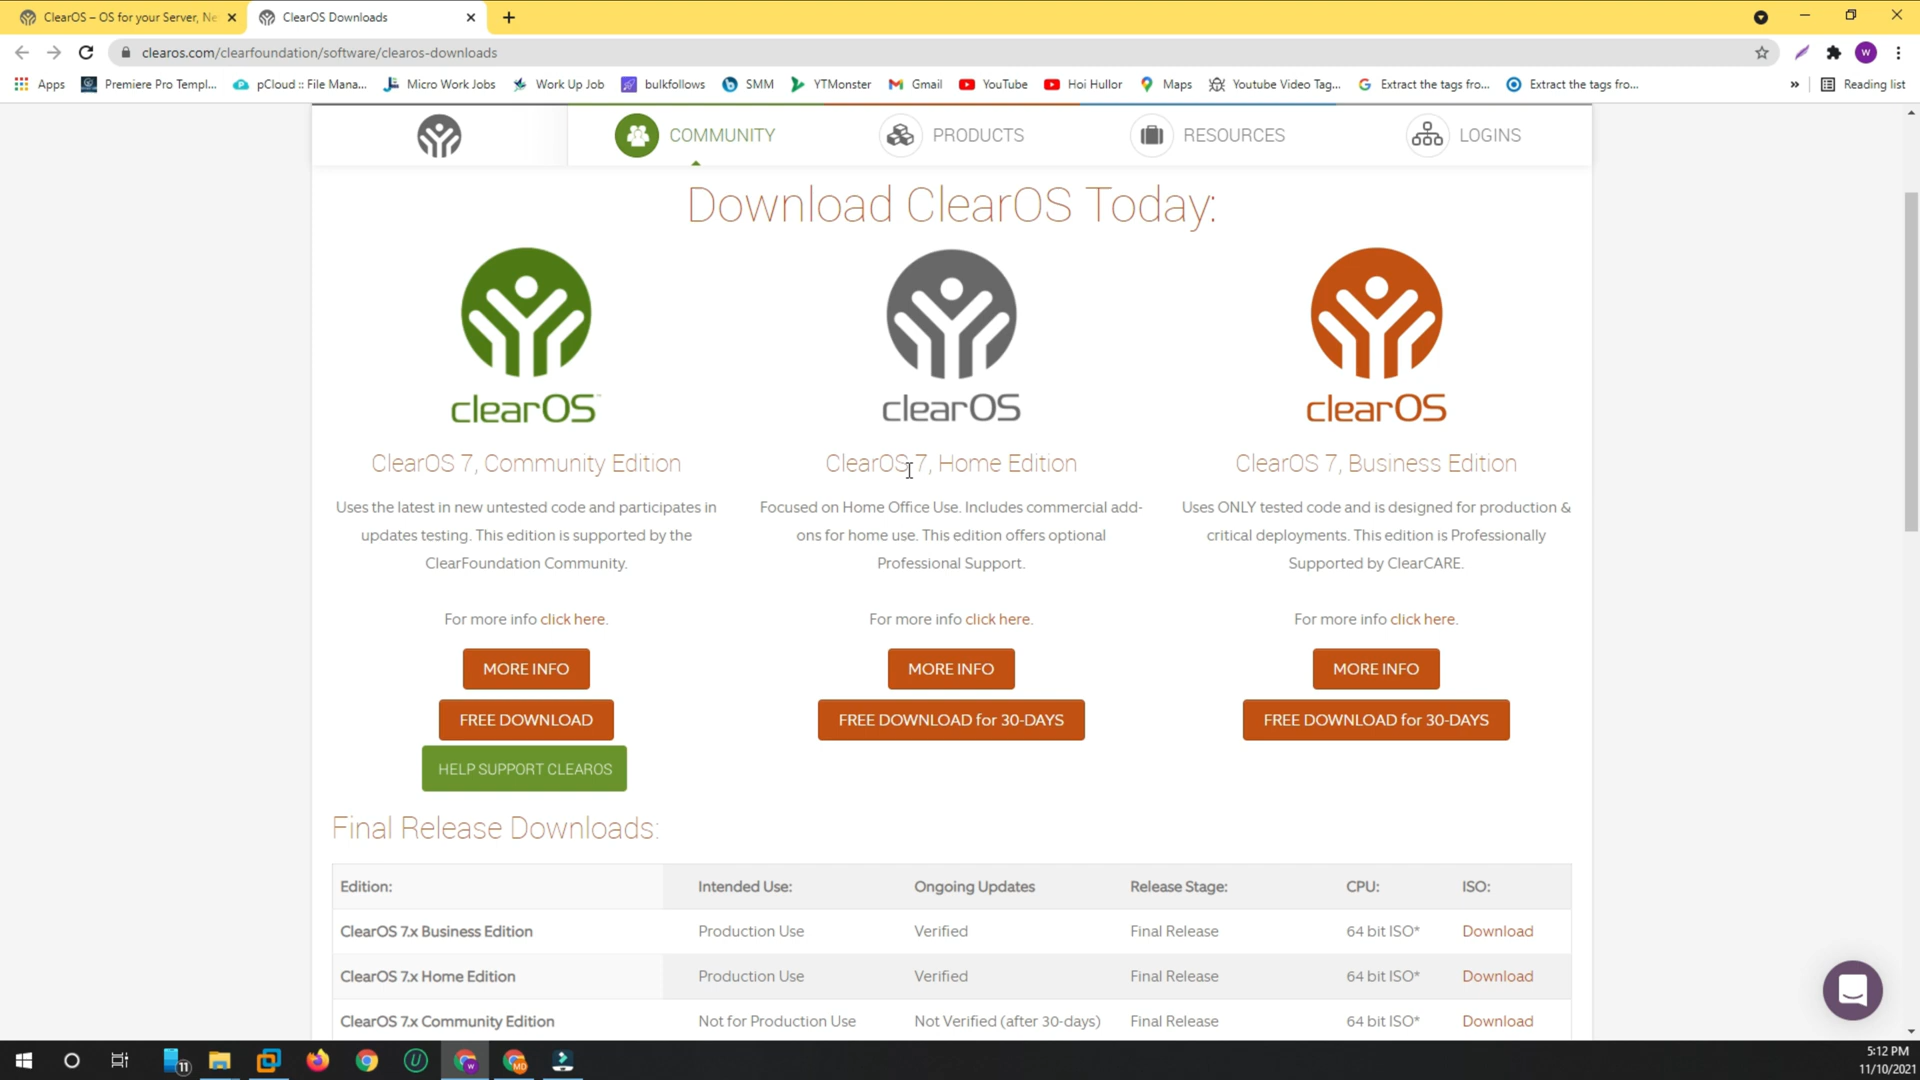 ClearOS – OS for your Server, Ne
ClearOS Downloads
clearos.com/clearfoundation/software/clearos-downloads
W
Apps
Premiere Pro Templ...
pCloud :: File Mana...
Micro Work Jobs
Work Up Job
bulkfollows
SMM
YTMonster
Gmail
YouTube
Hoi Hullor
Maps
Youtube Video Tag...
Extract the tags fro...
Extract the tags fro...
»
Reading list
COMMUNITY
PRODUCTS
RESOURCES
LOGINS
Download ClearOS Today:
clearOS™
clearOS
clearOS
ClearOS 7, Community Edition
Uses the latest in new untested code and participates in
updates testing. This edition is supported by the
ClearFoundation Community.
For more info click here.
MORE INFO
FREE DOWNLOAD
HELP SUPPORT CLEAROS
ClearOS 7, Home Edition
Focused on Home Office Use. Includes commercial add-
ons for home use. This edition offers optional
Professional Support.
For more info click here.
MORE INFO
FREE DOWNLOAD for 30-DAYS
ClearOS 7, Business Edition
Uses ONLY tested code and is designed for production &
critical deployments. This edition is Professionally
Supported by ClearCARE.
For more info click here.
MORE INFO
FREE DOWNLOAD for 30-DAYS
Final Release Downloads:
Edition: Intended Use: Ongoing Updates Release Stage: CPU: ISO:
ClearOS 7.x Business Edition Production Use Verified Final Release 64 bit ISO* Download
ClearOS 7.x Home Edition Production Use Verified Final Release 64 bit ISO* Download
ClearOS 7.x Community Edition Not for Production Use Not Verified (after 30-days) Final Release 64 bit ISO* Download
11
U
W
MD
5:12 PM
11/10/2021